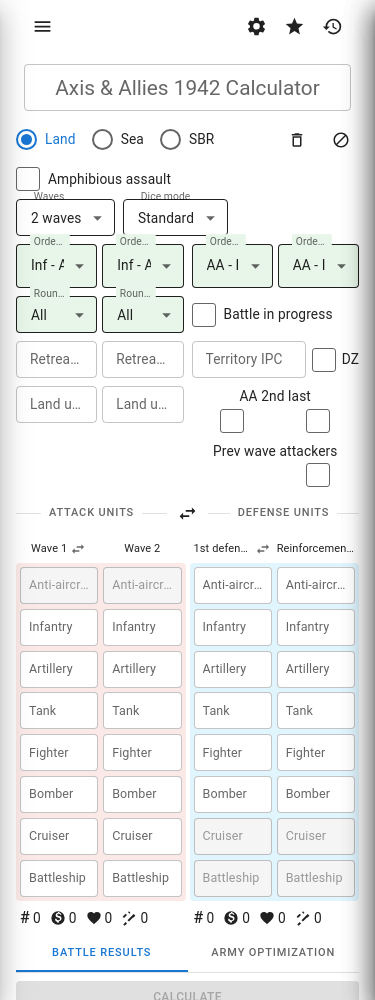 Axis & Allies 1942 Calculator
Land Sea SBR
Amphibious assault
Waves Dice mode
2 waves Standard
Orde... Orde... Orde... Orde...
Inf - A Inf - A AA - I AA - I
Roun... Roun...
All All Battle in progress
Retrea... Retrea... Territory IPC DZ
Land u... Land u... AA 2nd last
Prev wave attackers
ATTACK UNITS DEFENSE UNITS
Wave 1 Wave 2 1st defen... Reinforcemen...
Anti-aircr... Anti-aircr... Anti-aircr... Anti-aircr...
Infantry Infantry Infantry Infantry
Artillery Artillery Artillery Artillery
Tank Tank Tank Tank
Fighter Fighter Fighter Fighter
Bomber Bomber Bomber Bomber
Cruiser Cruiser Cruiser Cruiser
Battleship Battleship Battleship Battleship
# 0 0 0 0 # 0 0 0 0
BATTLE RESULTS ARMY OPTIMIZATION
CALCULATE